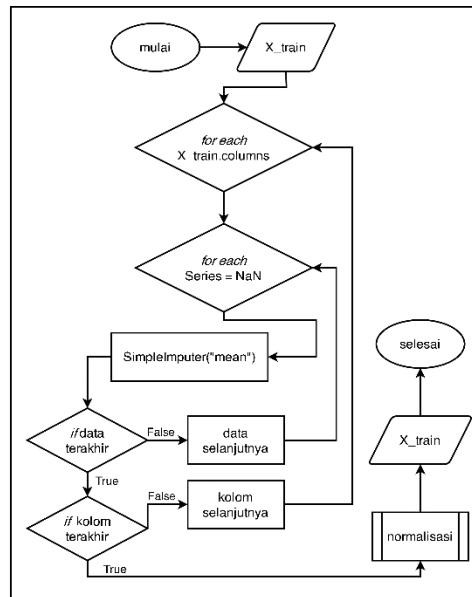 mulai
X_train
for each
X_train.columns
for each
Series = NaN
SimpleImputer("mean")
if data
terakhir
False
data
selanjutnya
True
if kolom
terakhir
False
kolom
selanjutnya
True
normalisasi
X_train
selesai